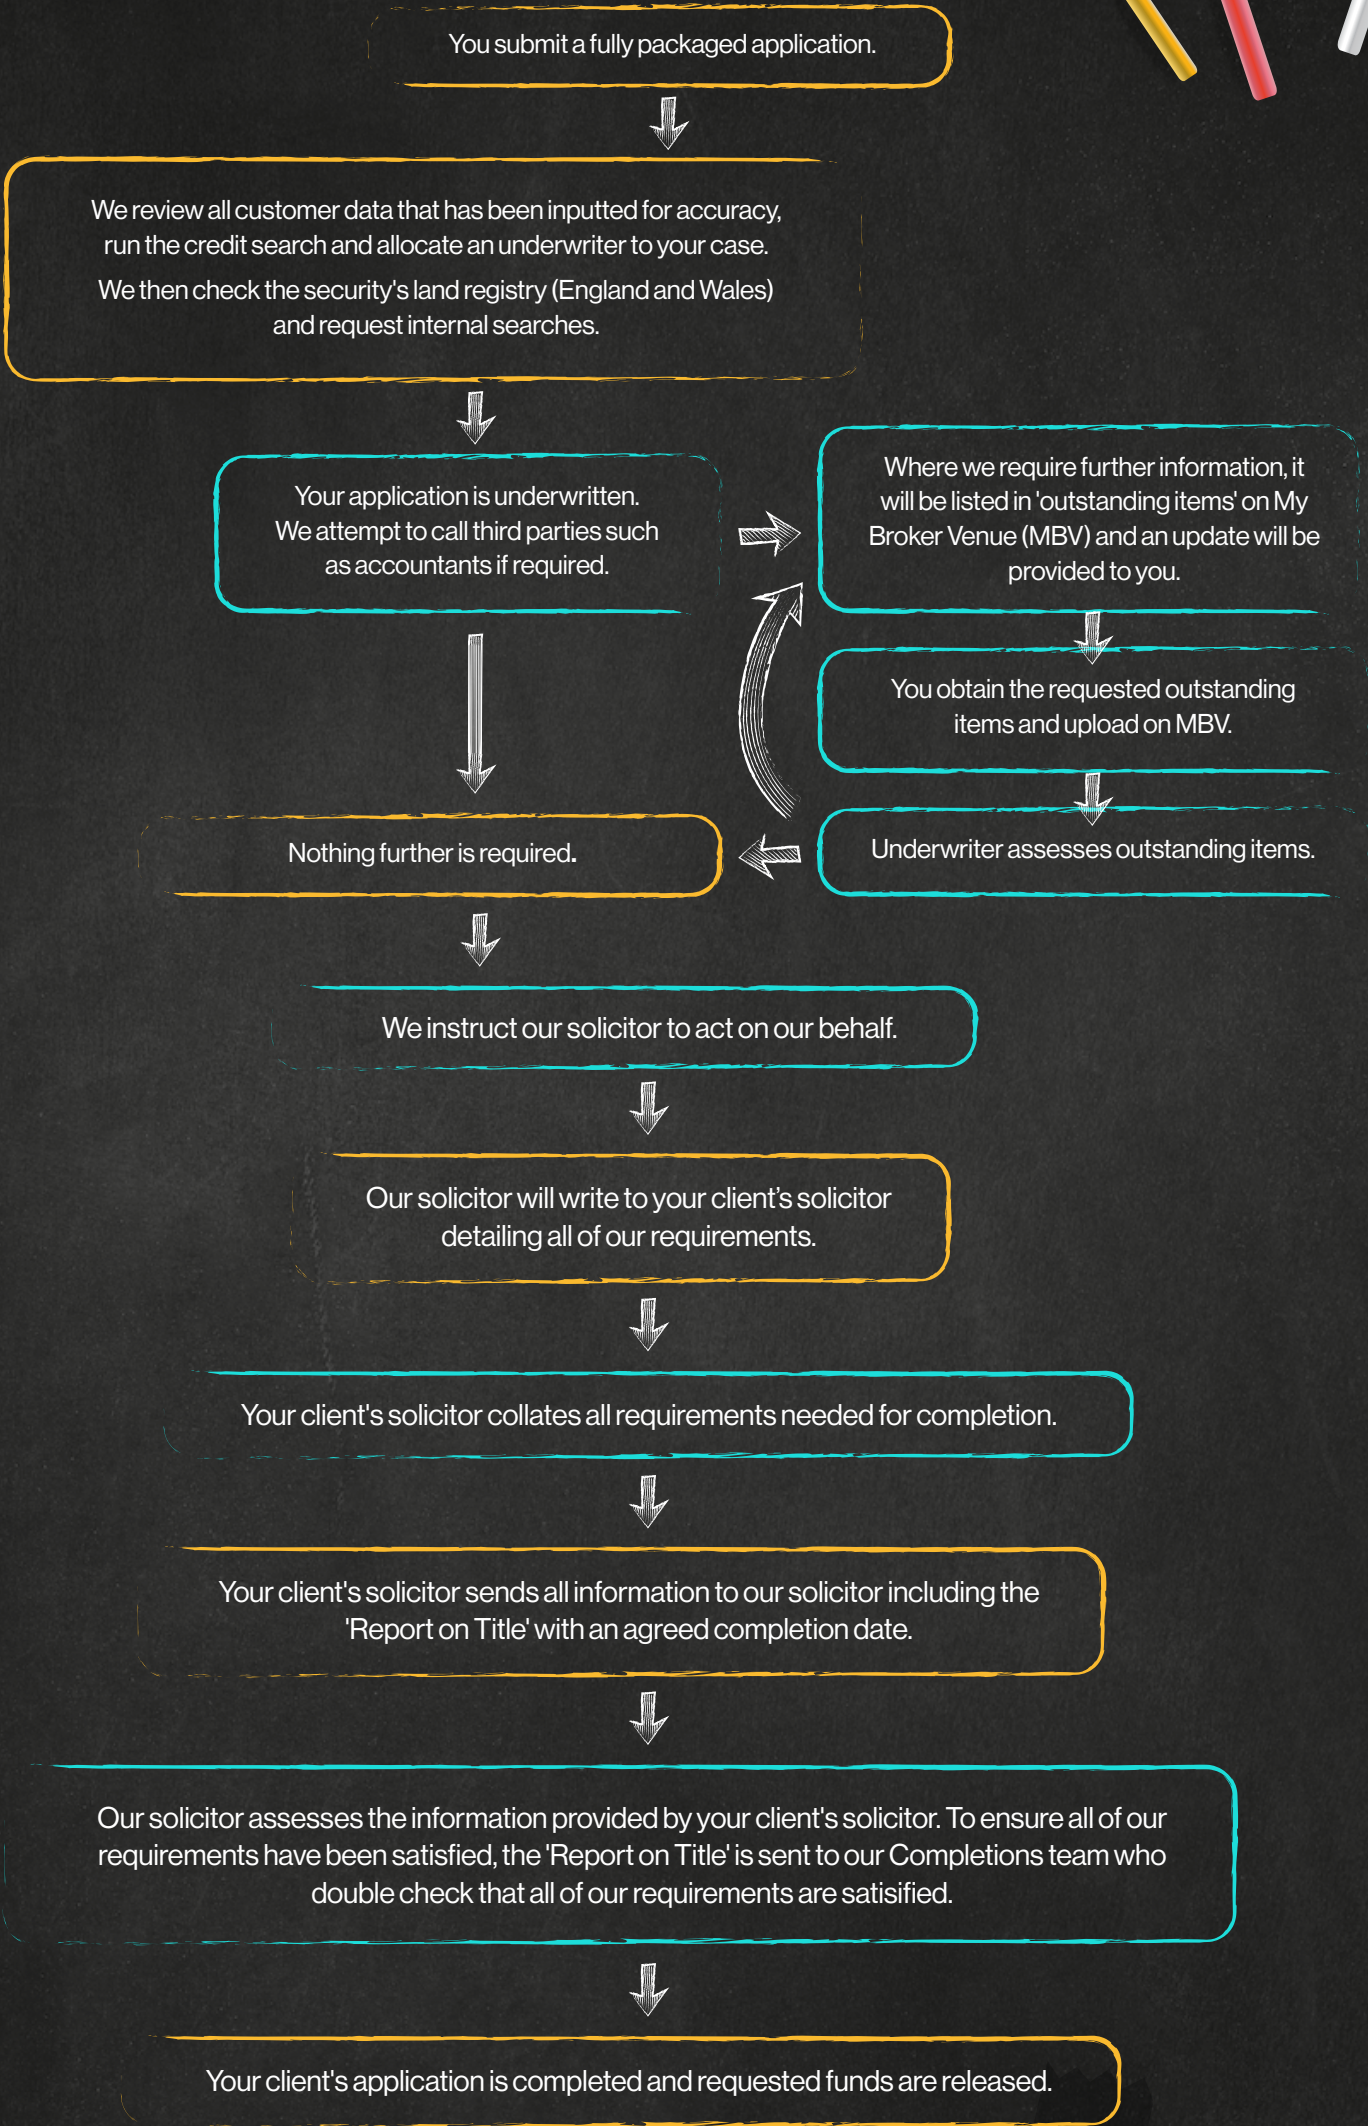 You submit a fully packaged application.
We review all customer data that has been inputted for accuracy,
run the credit search and allocate an underwriter to your case.
We then check the security's land registry (England and Wales)
and request internal searches.
Your application is underwritten.
We attempt to call third parties such
as accountants if required.
Where we require further information, it
will be listed in 'outstanding items' on My
Broker Venue (MBV) and an update will be
provided to you.
You obtain the requested outstanding
items and upload on MBV.
Underwriter assesses outstanding items.
Nothing further is required.
We instruct our solicitor to act on our behalf.
Our solicitor will write to your client’s solicitor
detailing all of our requirements.
Your client's solicitor collates all requirements needed for completion.
Your client's solicitor sends all information to our solicitor including the
'Report on Title' with an agreed completion date.
Our solicitor assesses the information provided by your client's solicitor. To ensure all of our
requirements have been satisfied, the 'Report on Title' is sent to our Completions team who
double check that all of our requirements are satisified.
Your client's application is completed and requested funds are released.